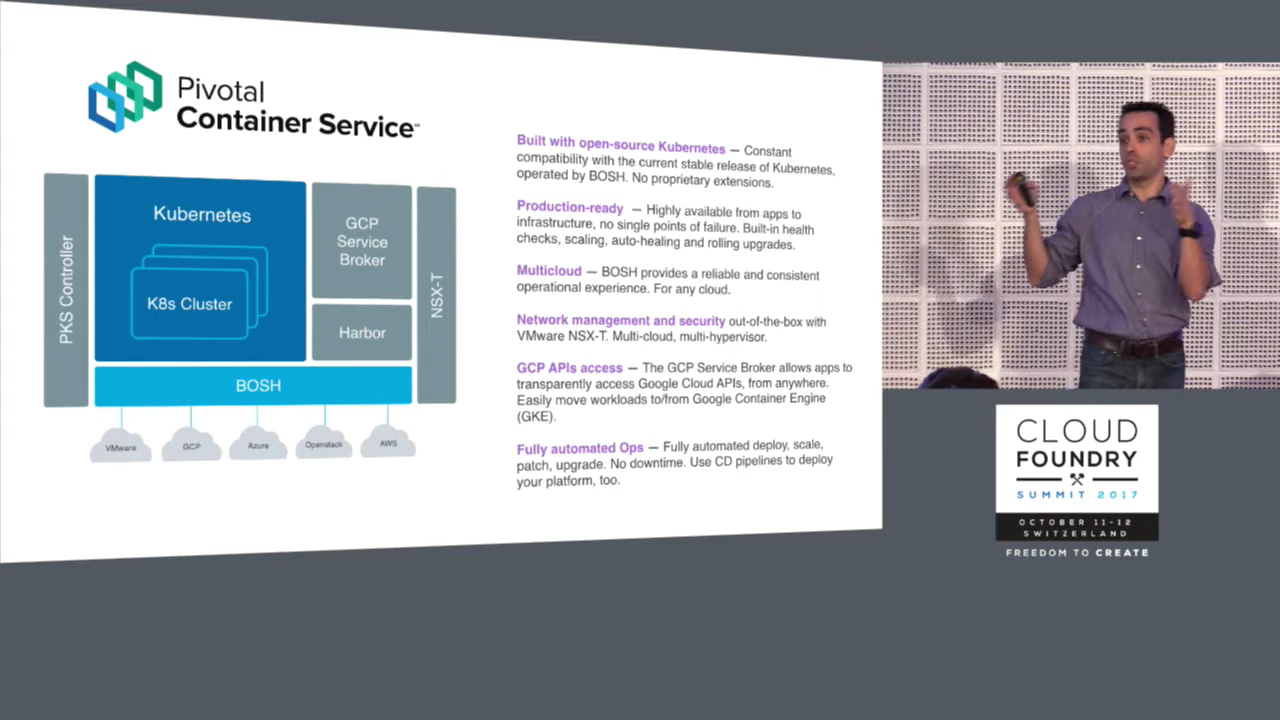 Pivotal
Container Service™
PKS Controller
Kubernetes
K8s Cluster
GCP
Service
Broker
Harbor
NSX-T
BOSH
VMware
GCP
Azure
Openstack
AWS
Built with open-source Kubernetes — Constant
compatibility with the current stable release of Kubernetes,
operated by BOSH. No proprietary extensions.
Production-ready — Highly available from apps to
infrastructure, no single points of failure. Built-in health
checks, scaling, auto-healing and rolling upgrades.
Multicloud — BOSH provides a reliable and consistent
operational experience. For any cloud.
Network management and security out-of-the-box with
VMware NSX-T. Multi-cloud, multi-hypervisor.
GCP APIs access — The GCP Service Broker allows apps to
transparently access Google Cloud APIs, from anywhere.
Easily move workloads to/from Google Container Engine
(GKE).
Fully automated Ops — Fully automated deploy, scale,
patch, upgrade. No downtime. Use CD pipelines to deploy
your platform, too.
CLOUD
FOUNDRY
SUMMIT 2017
OCTOBER 11-12
SWITZERLAND
FREEDOM TO CREATE